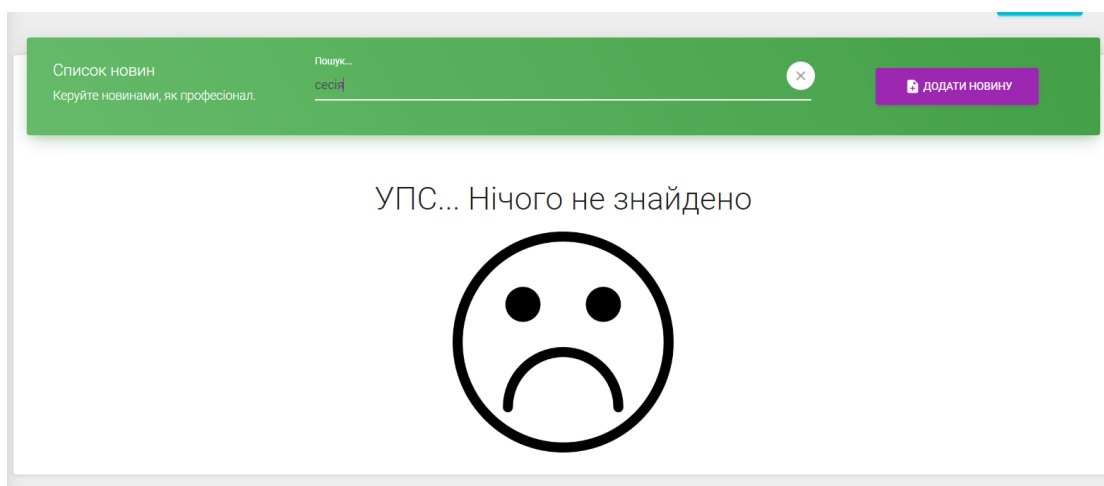 Список новин
Керуйте новинами, як професіонал.
Пошук...
сесія
ДОДАТИ НОВИНУ
УПС... Нічого не знайдено